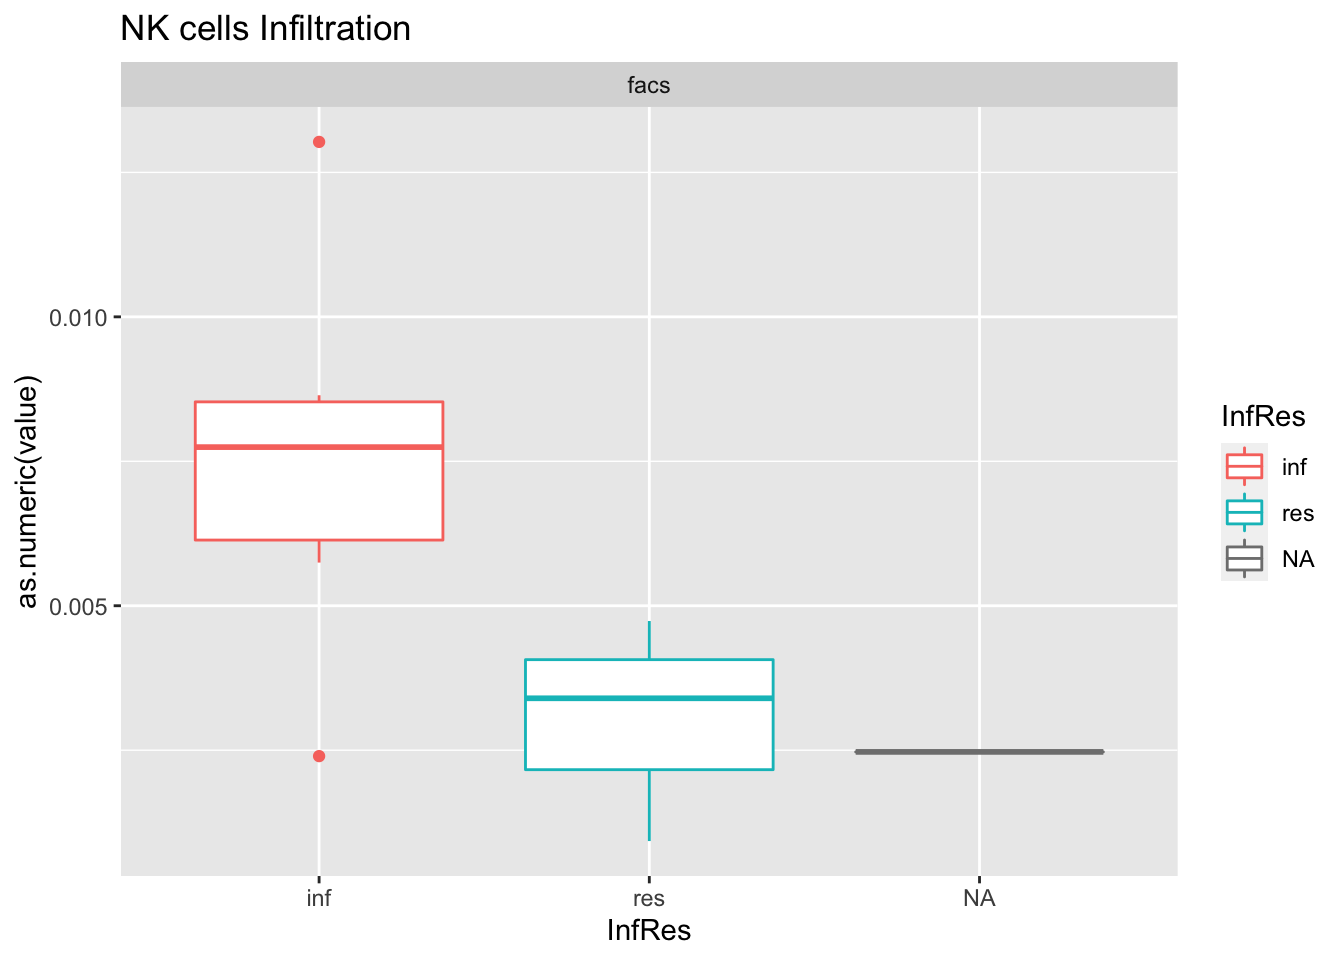 NK cells Infiltration
facs
as.numeric(value)
0.010
0.005
inf
res
NA
InfRes
InfRes
inf
res
NA